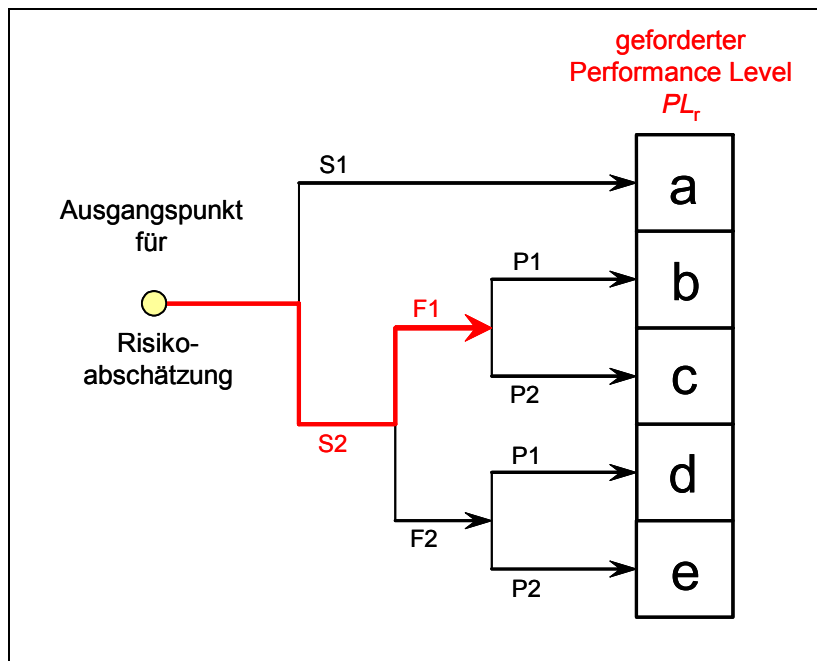 geforderter
Performance Level
PLr
S1
a
Ausgangspunkt
für
P1
b
F1
Risiko-
abschätzung
P2
c
S2
P1
d
F2
P2
e